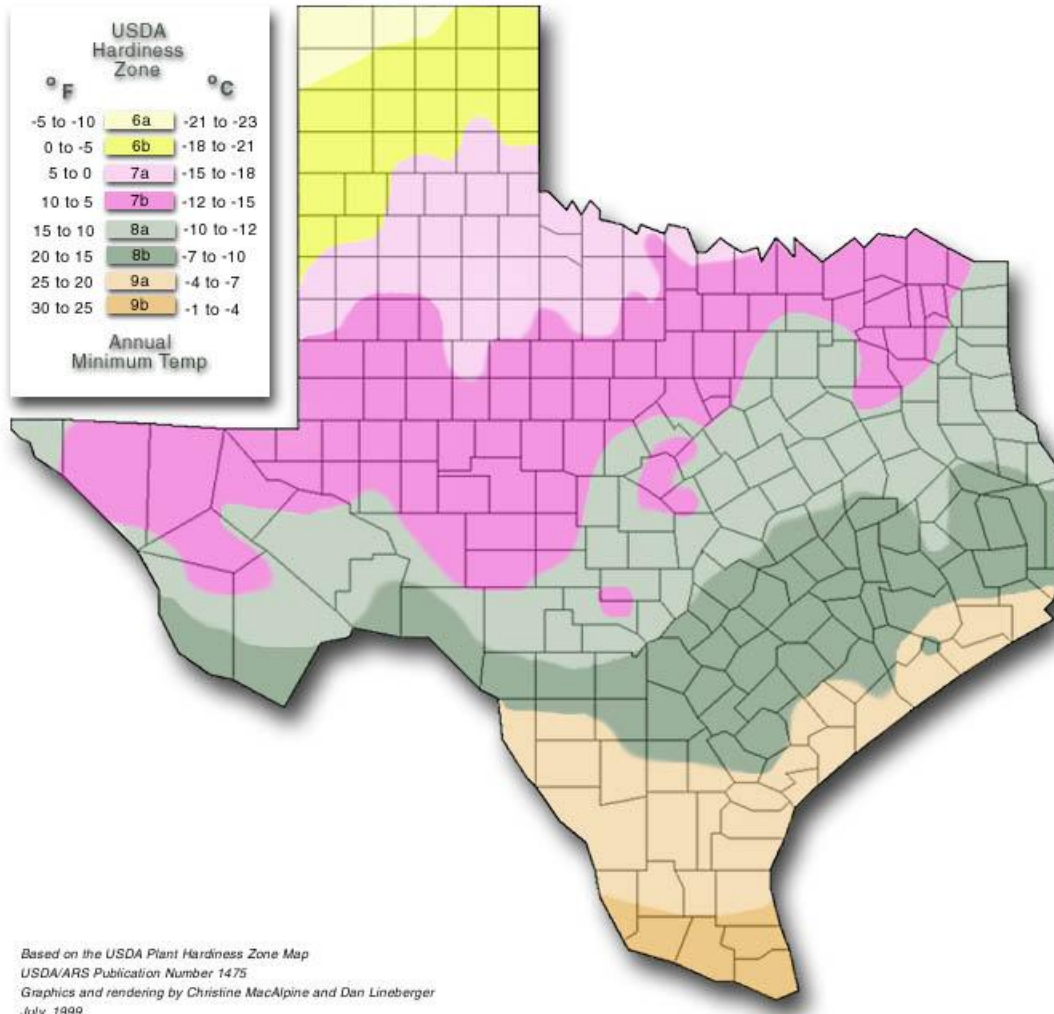 USDA
Hardiness
Zone
°F °C
-5 to -10 6a -21 to -23
0 to -5 6b -18 to -21
5 to 0 7a -15 to -18
10 to 5 7b -12 to -15
15 to 10 8a -10 to -12
20 to 15 8b -7 to -10
25 to 20 9a -4 to -7
30 to 25 9b -1 to -4
Annual
Minimum Temp
Based on the USDA Plant Hardiness Zone Map
USDA/ARS Publication Number 1475
Graphics and rendering by Christine MacAlpine and Dan Lineberger
July, 1999